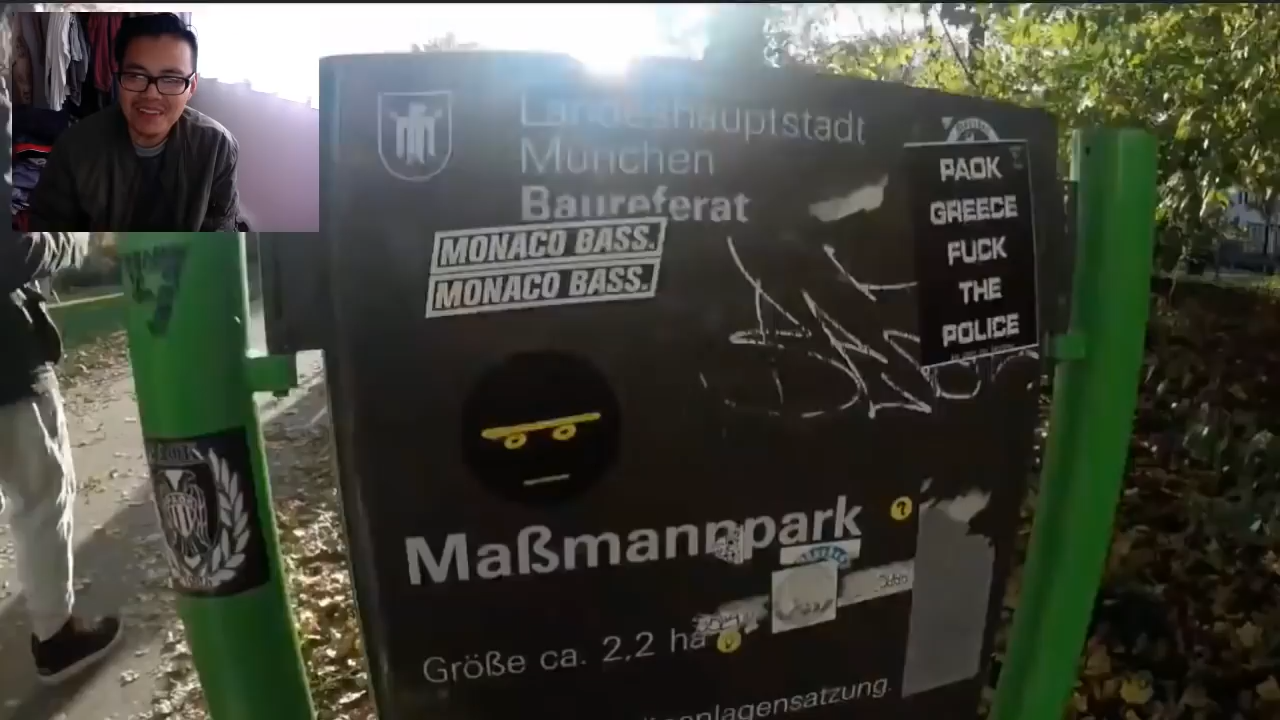 Landeshauptstadt
München
Baureferat
MONACO BASS.
MONACO BASS.
PAOK
GREECE
FUCK
THE
POLICE
Maßmannpark
?
Größe ca. 2,2 ha